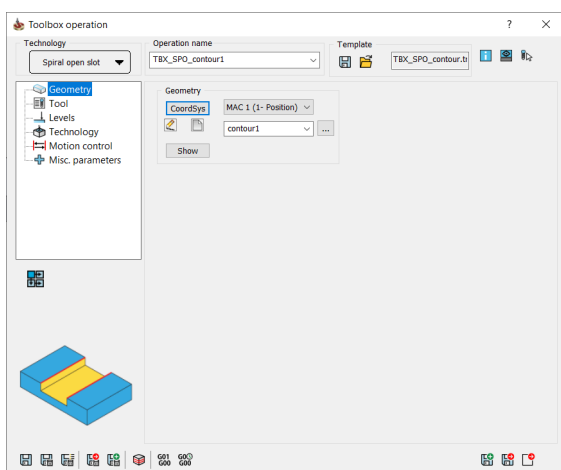 Toolbox operation
?
Technology
Operation name
Template
Spiral open slot
TBX_SPO_contour1
TBX_SPO_contour.t
Geometry
Tool
Levels
Technology
Motion control
Misc. parameters
Geometry
CoordSys
MAC 1 (1- Position)
contour1
...
Show
G01
G00
G00
G00